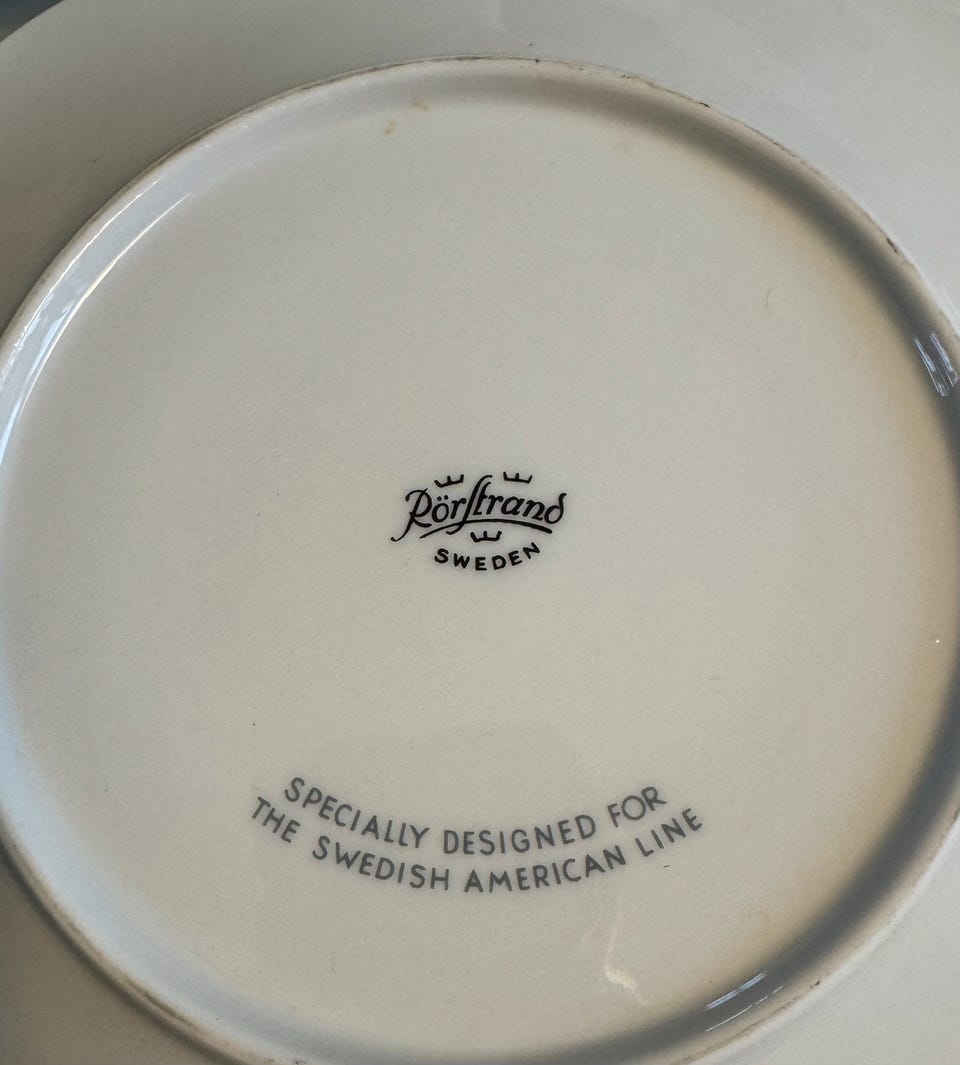 Rörstrand
SWEDEN
SPECIALLY DESIGNED FOR
THE SWEDISH AMERICAN LINE